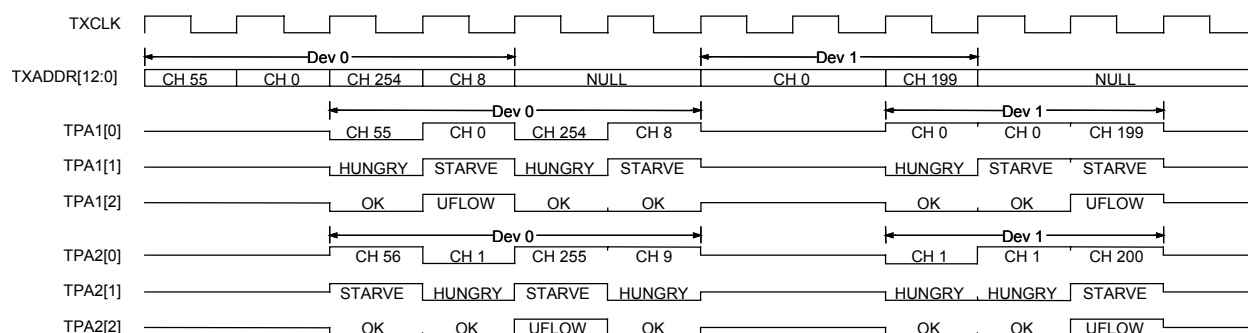 TXCLK
Dev 0 Dev 1
TXADDR[12:0] CH 55 CH 0 CH 254 CH 8 NULL CH 0 CH 199 NULL
Dev 0 Dev 1
TPA1[0] CH 55 CH 0 CH 254 CH 8 CH 0 CH 0 CH 199
TPA1[1] HUNGRY STARVE HUNGRY STARVE HUNGRY STARVE STARVE
TPA1[2] OK UFLOW OK OK OK OK UFLOW
Dev 0 Dev 1
TPA2[0] CH 56 CH 1 CH 255 CH 9 CH 1 CH 1 CH 200
TPA2[1] STARVE HUNGRY STARVE HUNGRY HUNGRY HUNGRY STARVE
TPA2[2] OK OK UFLOW OK OK OK UFLOW